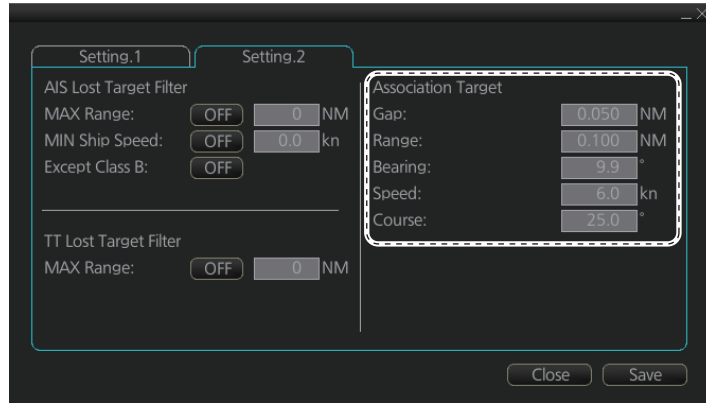 Setting.1 Setting.2
AIS Lost Target Filter
MAX Range: OFF 0 NM
MIN Ship Speed: OFF 0.0 kn
Except Class B: OFF
TT Lost Target Filter
MAX Range: OFF 0 NM
Association Target
Gap: 0.050 NM
Range: 0.100 NM
Bearing: 9.9 °
Speed: 6.0 kn
Course: 25.0 °
Close Save